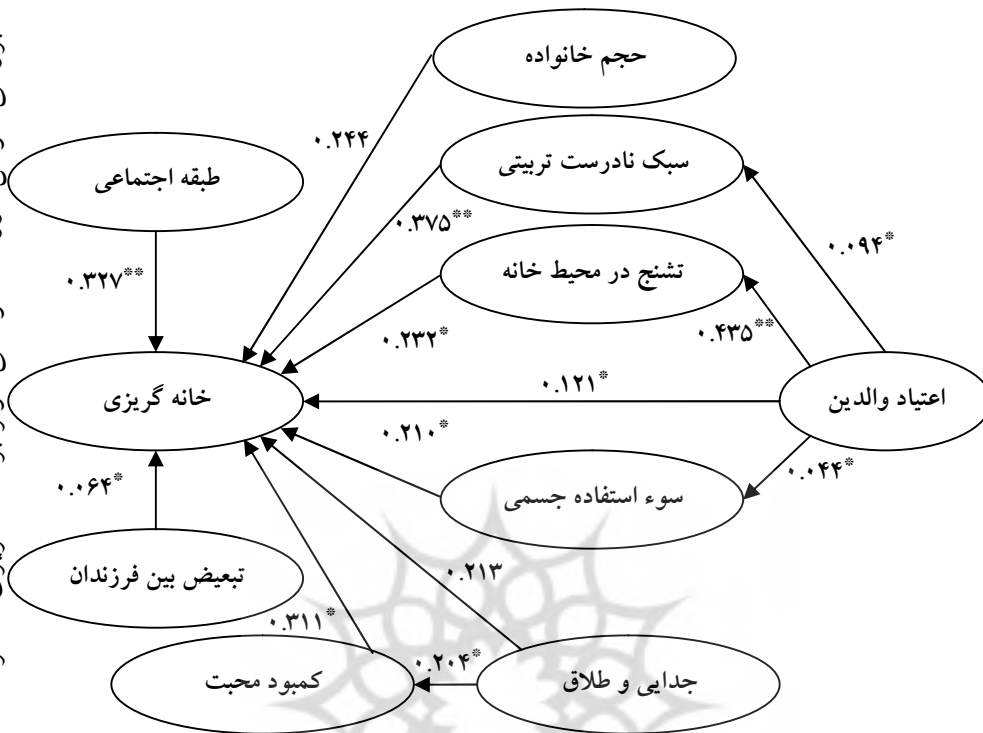 حجم خانواده
۰.۲۴۴
طبقه اجتماعی
سبک نادرست تربیتی
۰.۳۷۵**
۰.۰۹۴*
۰.۳۲۷**
تشنج در محیط خانه
۰.۲۳۲*
۰.۴۳۵**
خانه گریزی
۰.۱۲۱*
اعتیاد والدین
۰.۲۱۰*
۰.۰۴۴*
۰.۰۶۴*
سوء استفاده جسمی
تبعیض بین فرزندان
۰.۲۱۳
۰.۳۱۱*
۰.۲۰۴*
کمبود محبت
جدایی و طلاق